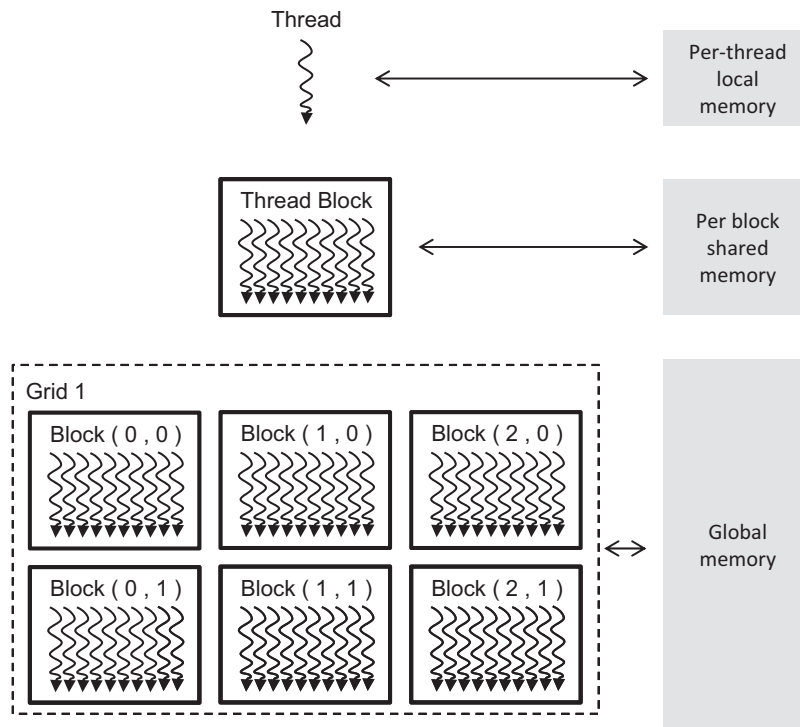 Thread
Per-thread
local
memory
Thread Block
Per block
shared
memory
Grid 1
Block ( 0 , 0 )
Block ( 1 , 0 )
Block ( 2 , 0 )
Block ( 0 , 1 )
Block ( 1 , 1 )
Block ( 2 , 1 )
Global
memory